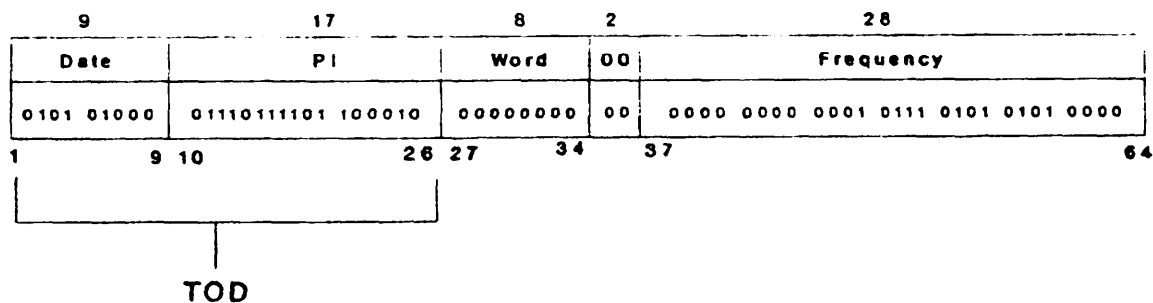 9 17 8 2 28
Date PI Word 00 Frequency
0101 01000 01110111101 100010 00000000 00 0000 0000 0001 0111 0101 0101 0000
1 9 10 26 27 34 37 64
TOD